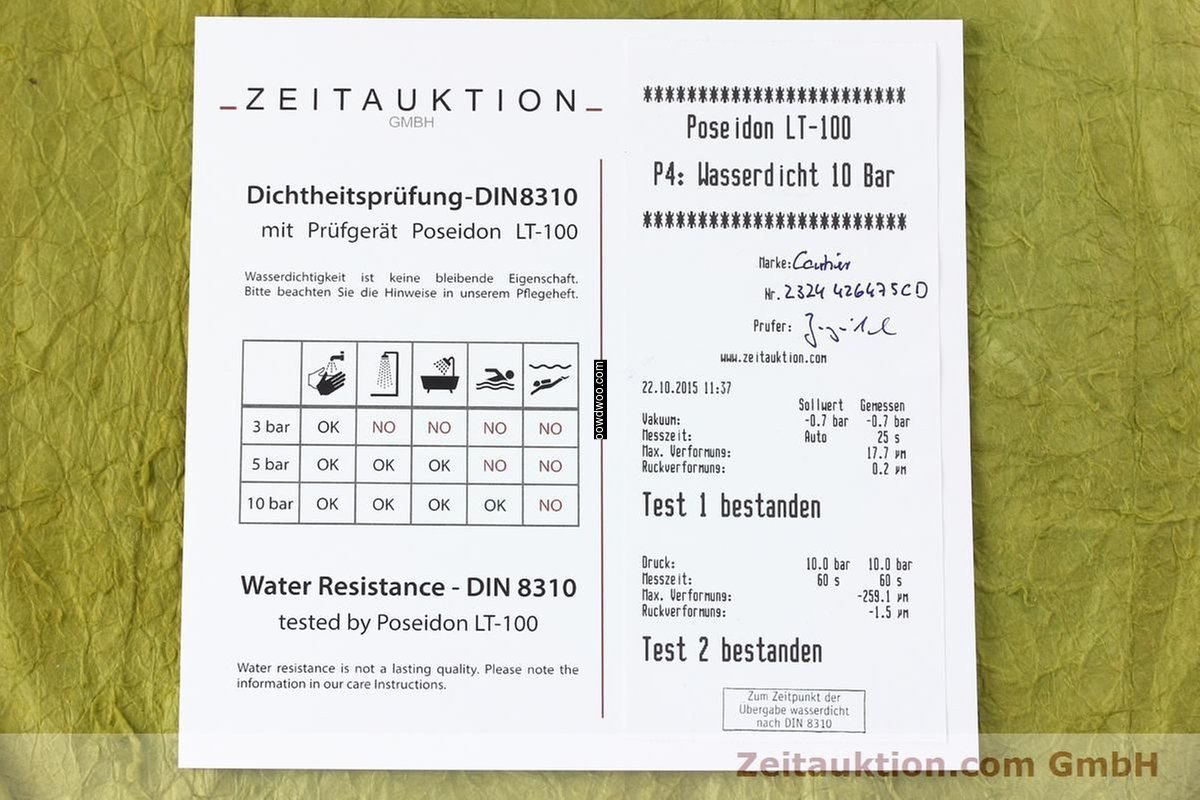 _ZEITAUKTION_
GMBH
Dichtheitsprüfung-DIN8310
mit Prüfgerät Poseidon LT-100
Wasserdichtigkeit ist keine bleibende Eigenschaft.
Bitte beachten Sie die Hinweise in unserem Pflegeheft.
3 bar OK NO NO NO NO
5 bar OK OK OK NO NO
10 bar OK OK OK OK NO
Water Resistance - DIN 8310
tested by Poseidon LT-100
Water resistance is not a lasting quality. Please note the
information in our care Instructions.
oowdwoo.com
************************
Poseidon LT-100
P4: Wasserdicht 10 Bar
************************
Marke: Cartier
Nr. 2324 426475CD
Prufer:
www.zeitauktion.com
22.10.2015 11:37
Sollwert Gemessen
Vakuum: -0.7 bar -0.7 bar
Messzeit: Auto 25 s
Max. Verformung: 17.7 µm
Ruckverformung: 0.2 µm
Test 1 bestanden
Druck: 10.0 bar 10.0 bar
Messzeit: 60 s 60 s
Max. Verformung: -259.1 µm
Ruckverformung: -1.5 µm
Test 2 bestanden
Zum Zeitpunkt der
Übergabe wasserdicht
nach DIN 8310
Zeitauktion.com GmbH